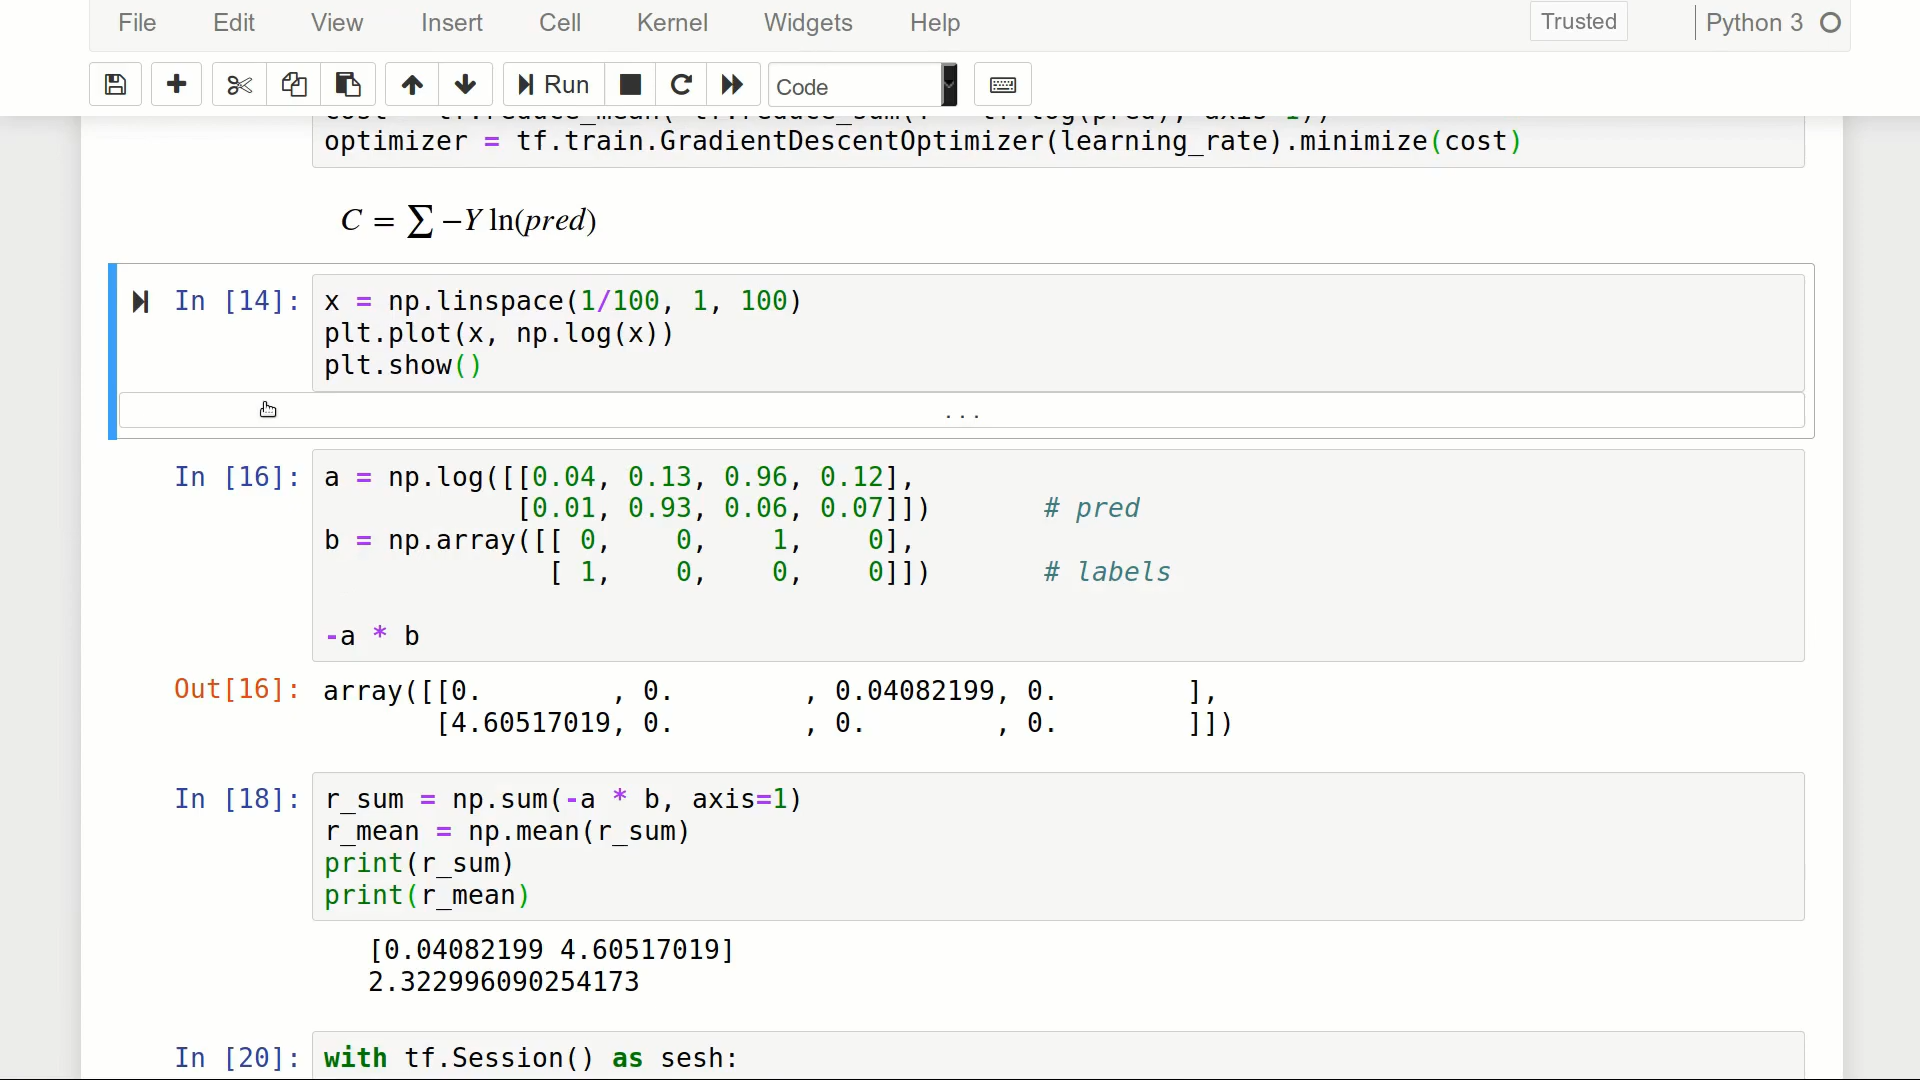 File Edit View Insert Cell Kernel Widgets Help Trusted Python 3
Run Code
optimizer = tf.train.GradientDescentOptimizer(learning_rate).minimize(cost)
C = ∑ −Y ln(pred)
In [14]: x = np.linspace(1/100, 1, 100)
plt.plot(x, np.log(x))
plt.show()
...
In [16]: a = np.log([[0.04, 0.13, 0.96, 0.12],
[0.01, 0.93, 0.06, 0.07]]) # pred
b = np.array([[ 0, 0, 1, 0],
[ 1, 0, 0, 0]]) # labels
-a * b
Out[16]: array([[0. , 0. , 0.04082199, 0. ],
[4.60517019, 0. , 0. , 0. ]])
In [18]: r_sum = np.sum(-a * b, axis=1)
r_mean = np.mean(r_sum)
print(r_sum)
print(r_mean)
[0.04082199 4.60517019]
2.322996090254173
In [20]: with tf.Session() as sesh: